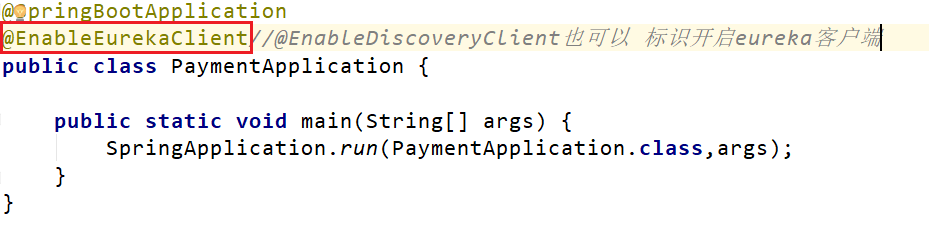 @SpringBootApplication
@EnableEurekaClient//@EnableDiscoveryClient也可以 标识开启eureka客户端
public class PaymentApplication {
public static void main(String[] args) {
SpringApplication.run(PaymentApplication.class,args);
}
}